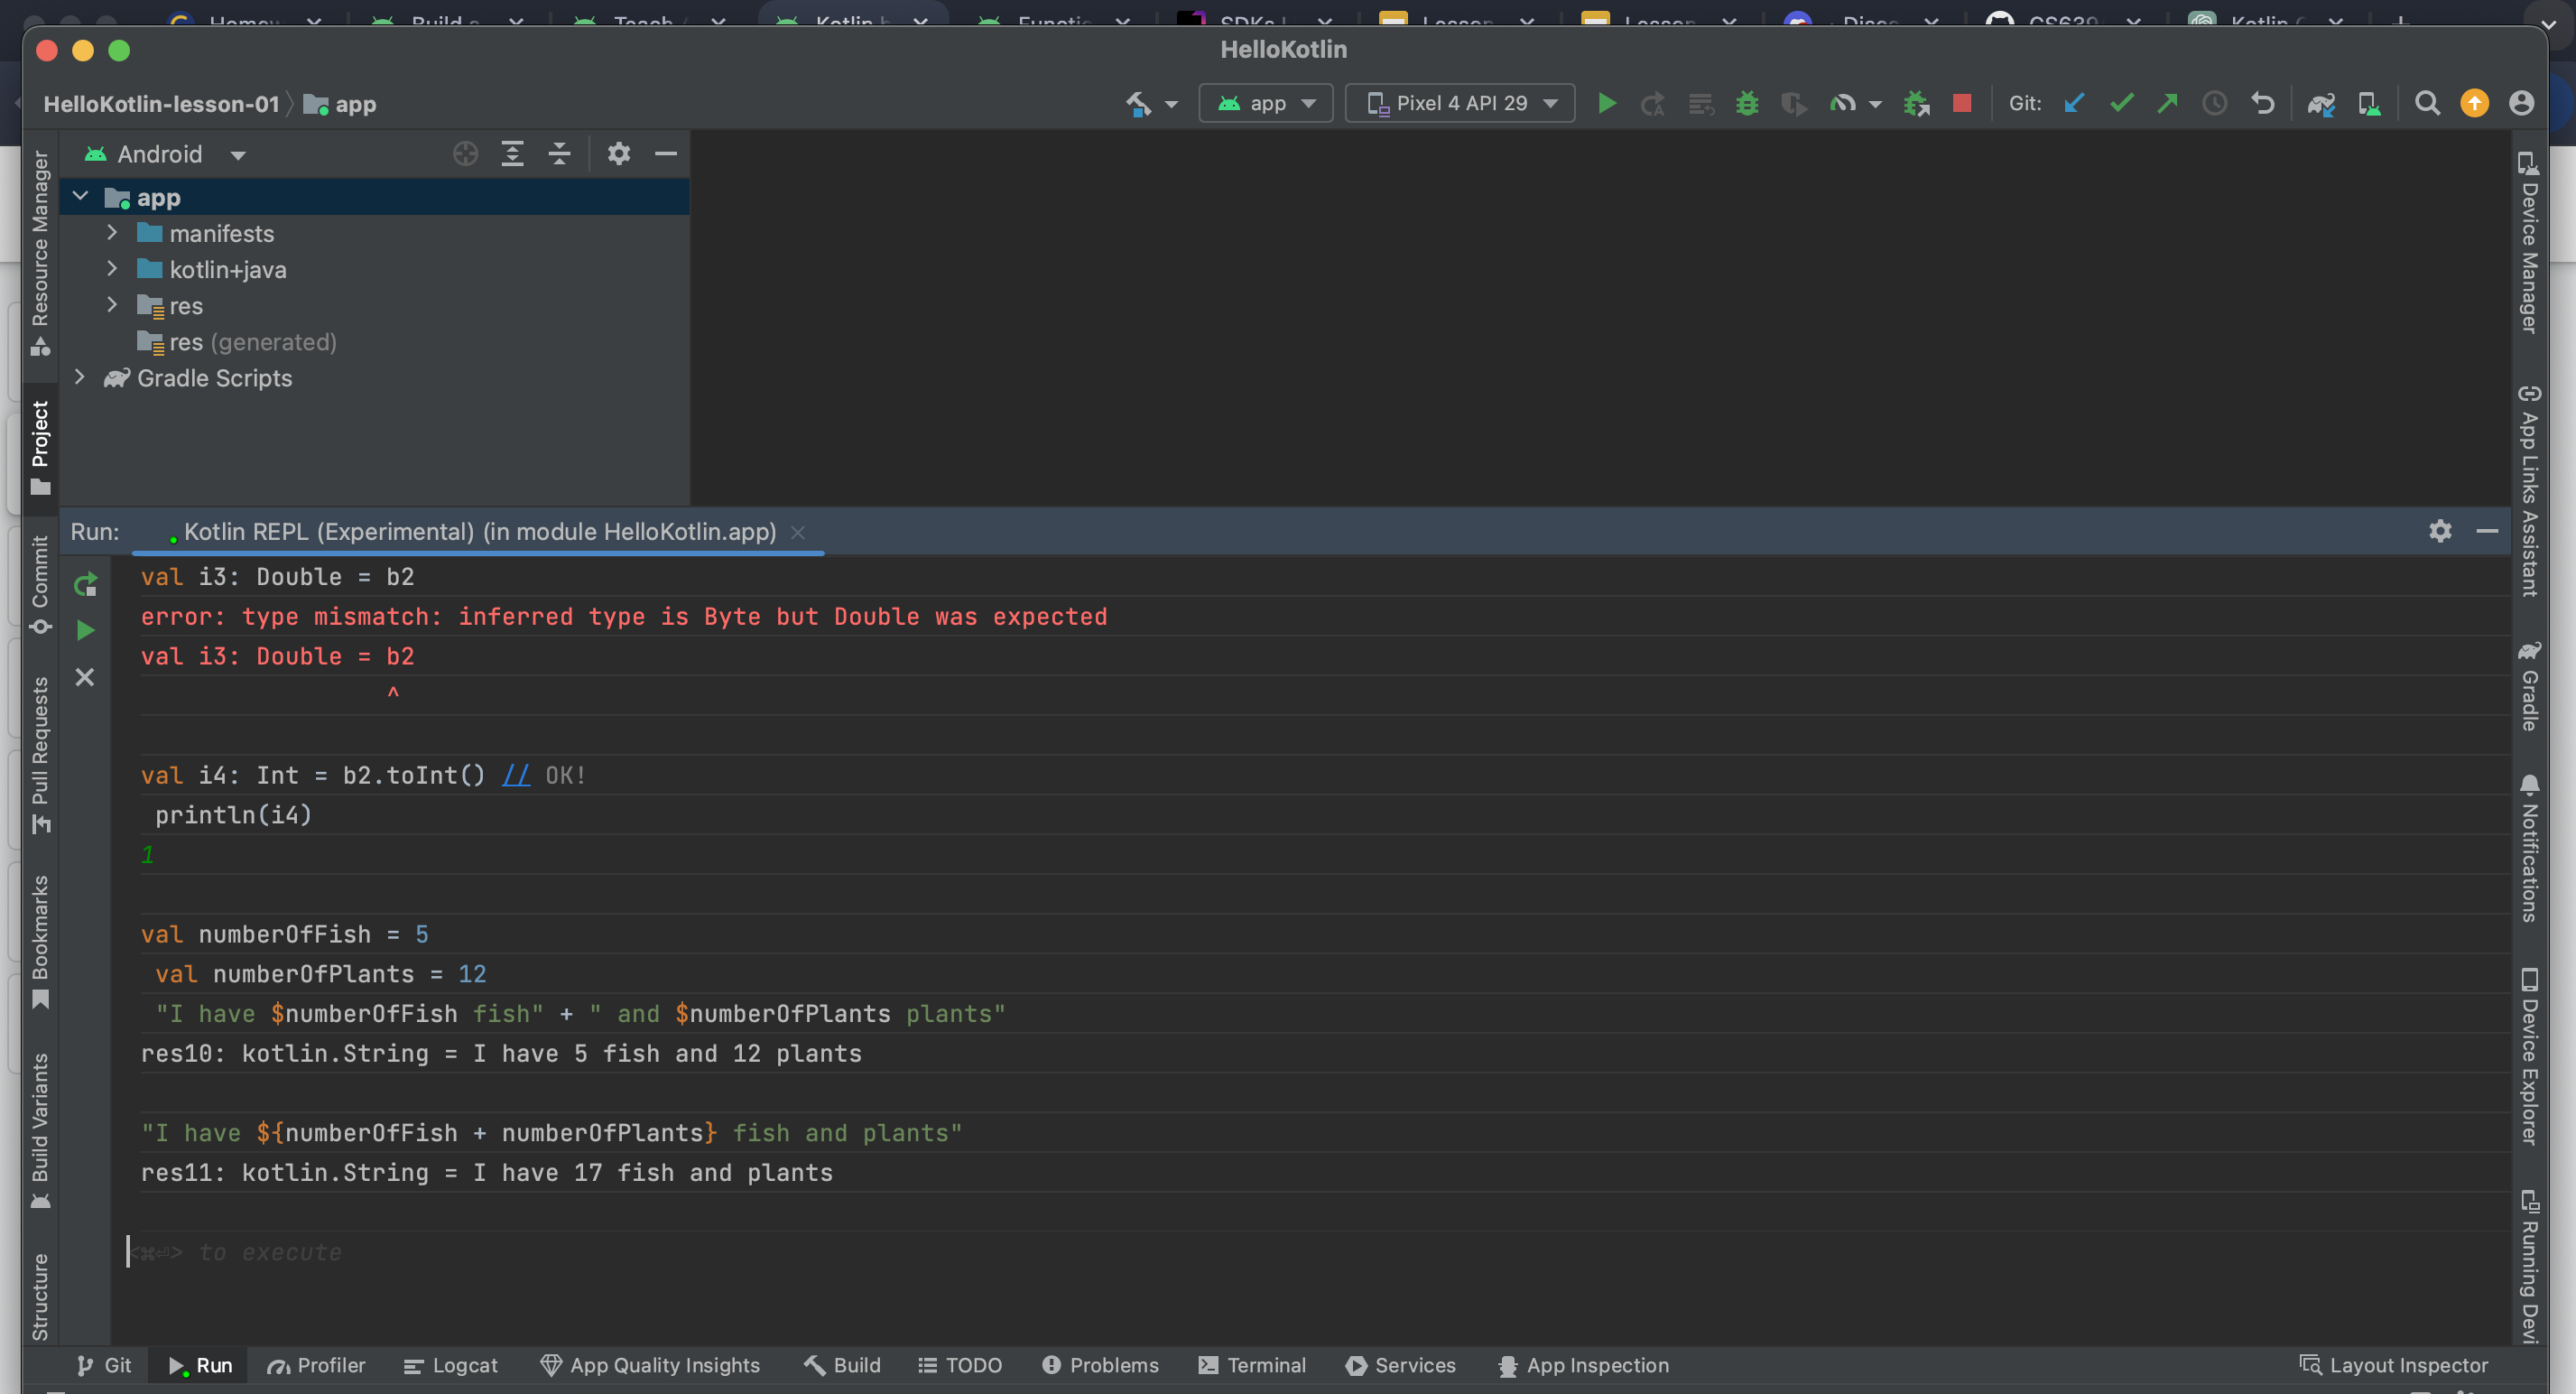 Build
Teach
Kotlin
SDKs
Lesson
Lesson
Disco
CS639
Kotlin
HelloKotlin
HelloKotlin-lesson-01 app
app
Pixel 4 API 29
Git:
Android
app
manifests
kotlin+java
res
res (generated)
Gradle Scripts
Resource Manager
Project
Commit
Pull Requests
Bookmarks
Build Variants
Structure
Run: Kotlin REPL (Experimental) (in module HelloKotlin.app)
val i3: Double = b2
error: type mismatch: inferred type is Byte but Double was expected
val i3: Double = b2
^
val i4: Int = b2.toInt() // OK!
println(i4)
1
val numberOfFish = 5
val numberOfPlants = 12
"I have $numberOfFish fish" + " and $numberOfPlants plants"
res10: kotlin.String = I have 5 fish and 12 plants
"I have ${numberOfFish + numberOfPlants} fish and plants"
res11: kotlin.String = I have 17 fish and plants
<⌘⏎> to execute
Device Manager
App Links Assistant
Gradle
Notifications
Device Explorer
Running Devi
Git
Run
Profiler
Logcat
App Quality Insights
Build
TODO
Problems
Terminal
Services
App Inspection
Layout Inspector